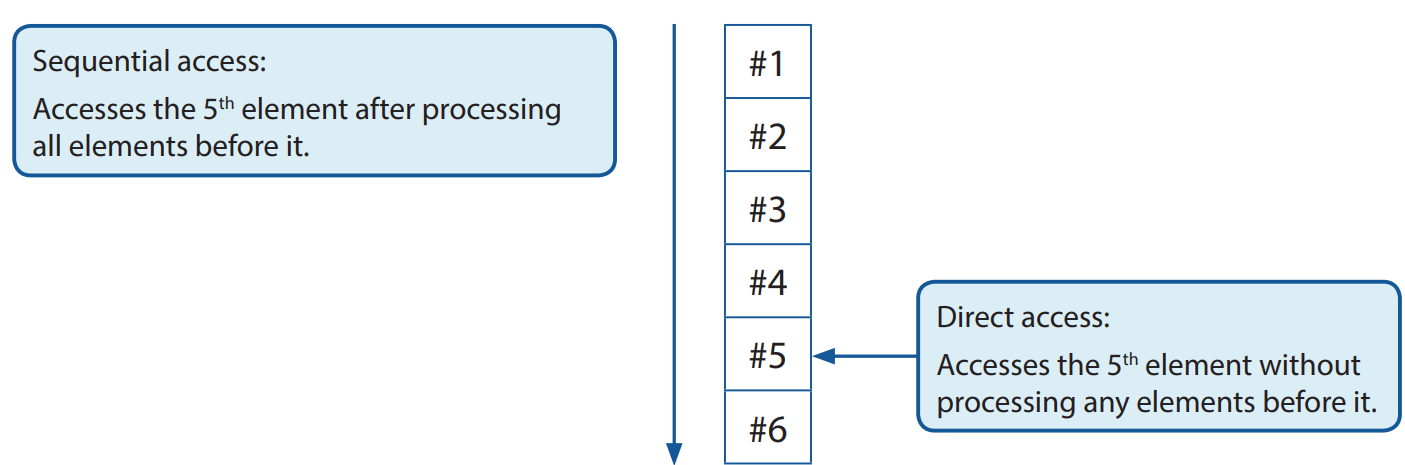 Sequential access:
Accesses the 5th element after processing
all elements before it.
#1
#2
#3
#4
#5
#6
Direct access:
Accesses the 5th element without
processing any elements before it.